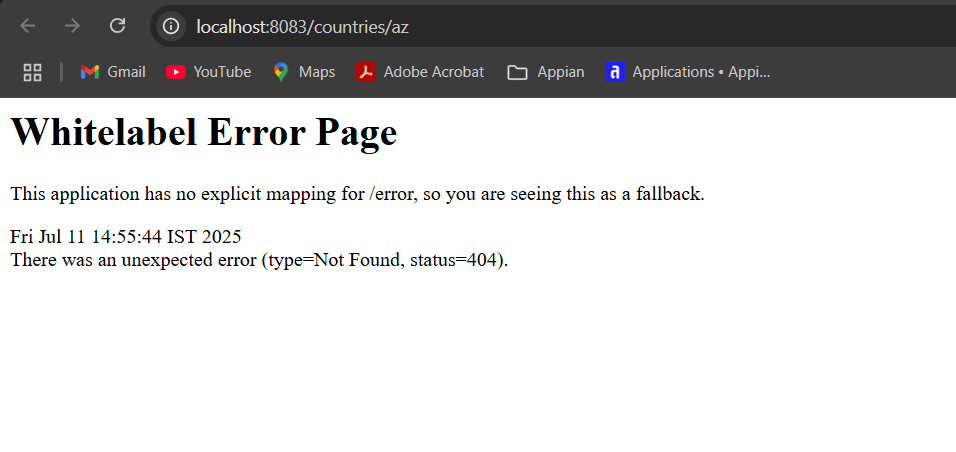 localhost:8083/countries/az
Gmail YouTube Maps Adobe Acrobat Appian Applications • Appi...
Whitelabel Error Page
This application has no explicit mapping for /error, so you are seeing this as a fallback.
Fri Jul 11 14:55:44 IST 2025
There was an unexpected error (type=Not Found, status=404).